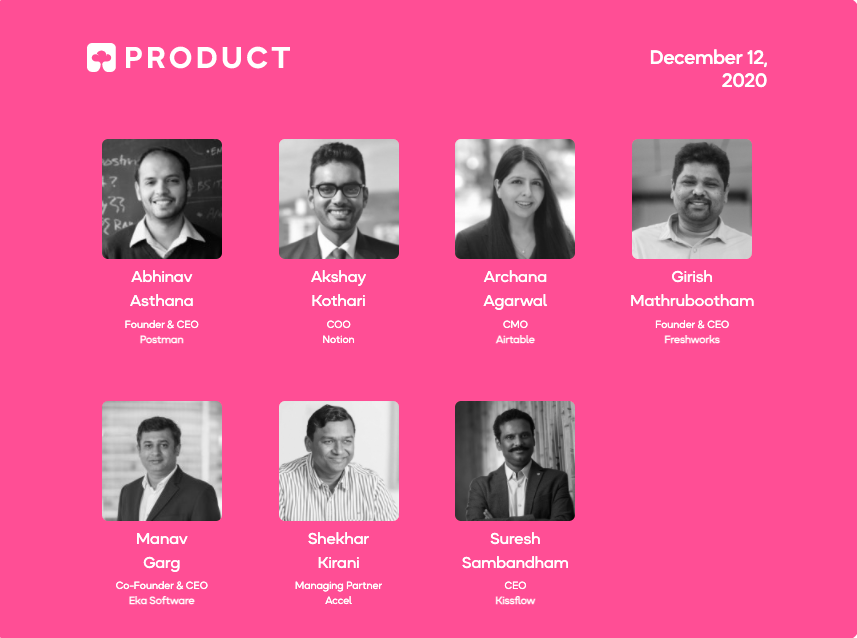 PRODUCT
December 12,
2020
Abhinav
Asthana
Founder & CEO
Postman
Akshay
Kothari
COO
Notion
Archana
Agarwal
CMO
Airtable
Girish
Mathrubootham
Founder & CEO
Freshworks
Manav
Garg
Co-Founder & CEO
Eka Software
Shekhar
Kirani
Managing Partner
Accel
Suresh
Sambandham
CEO
Kissflow